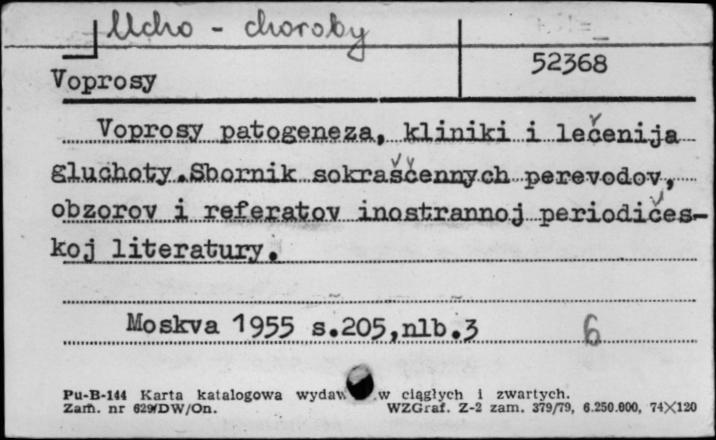 Ucho - choroby
52368
Voprosy
Voprosy patogeneza, kliniki i lečenija
gluchoty.Sbornik sokraščennych perevodov,
obzorov i referatov inostrannoj periodičes-
koj literatury.
Moskva 1955 s.205,nlb.3
6
Pu-B-144 Karta katalogowa wydaw w ciągłych i zwartych.
Zam. nr 629/DW/On. WZGraf. Z-2 zam. 379/79, 6.250.000, 74×120